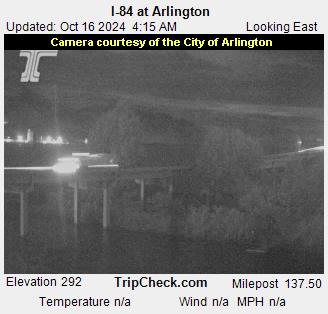 I-84 at Arlington
Updated: Oct 16 2024 4:15 AM Looking East
Camera courtesy of the City of Arlington
Elevation 292 TripCheck.com Milepost 137.50
Temperature n/a Wind n/a MPH n/a